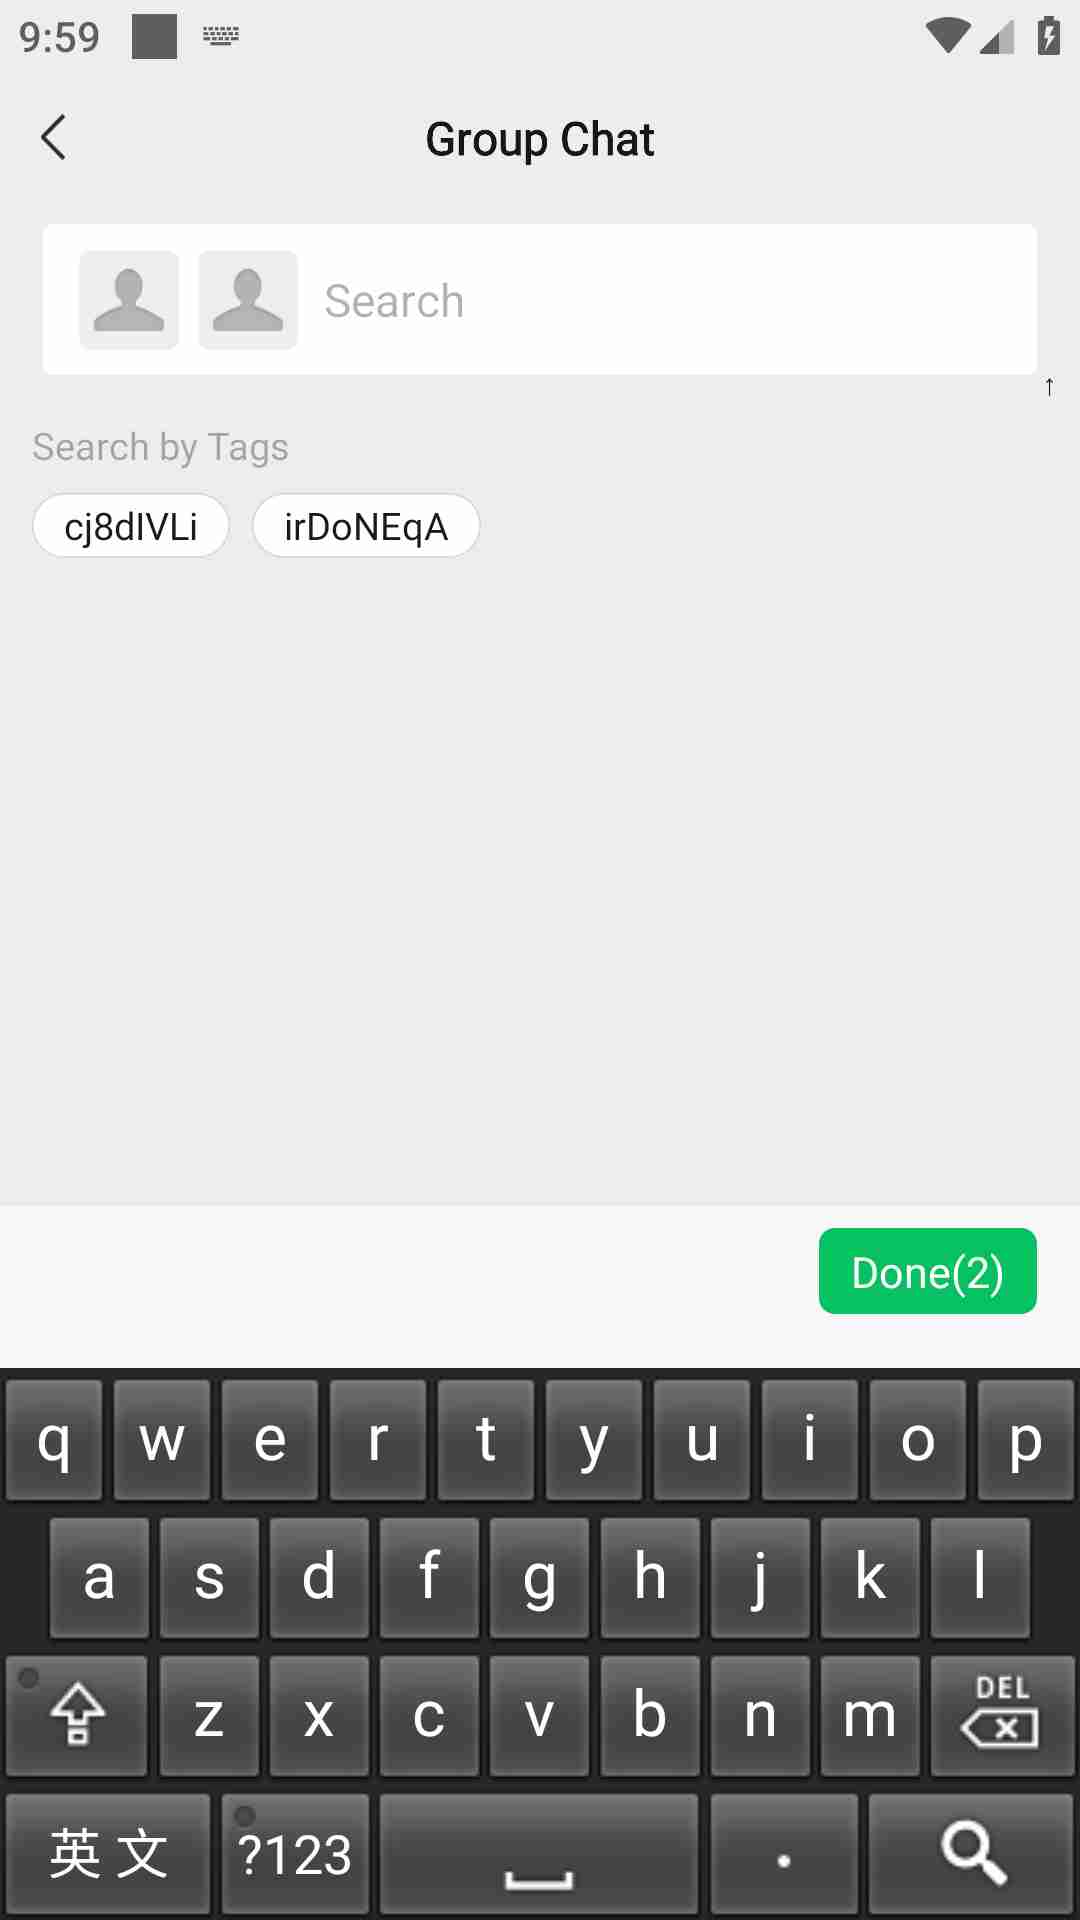 9:59
Group Chat
Search
↑
Search by Tags
cj8dIVLi irDoNEqA
Done(2)
q w e r t y u i o p
a s d f g h j k l
z x c v b n m DEL
英文 ?123 .